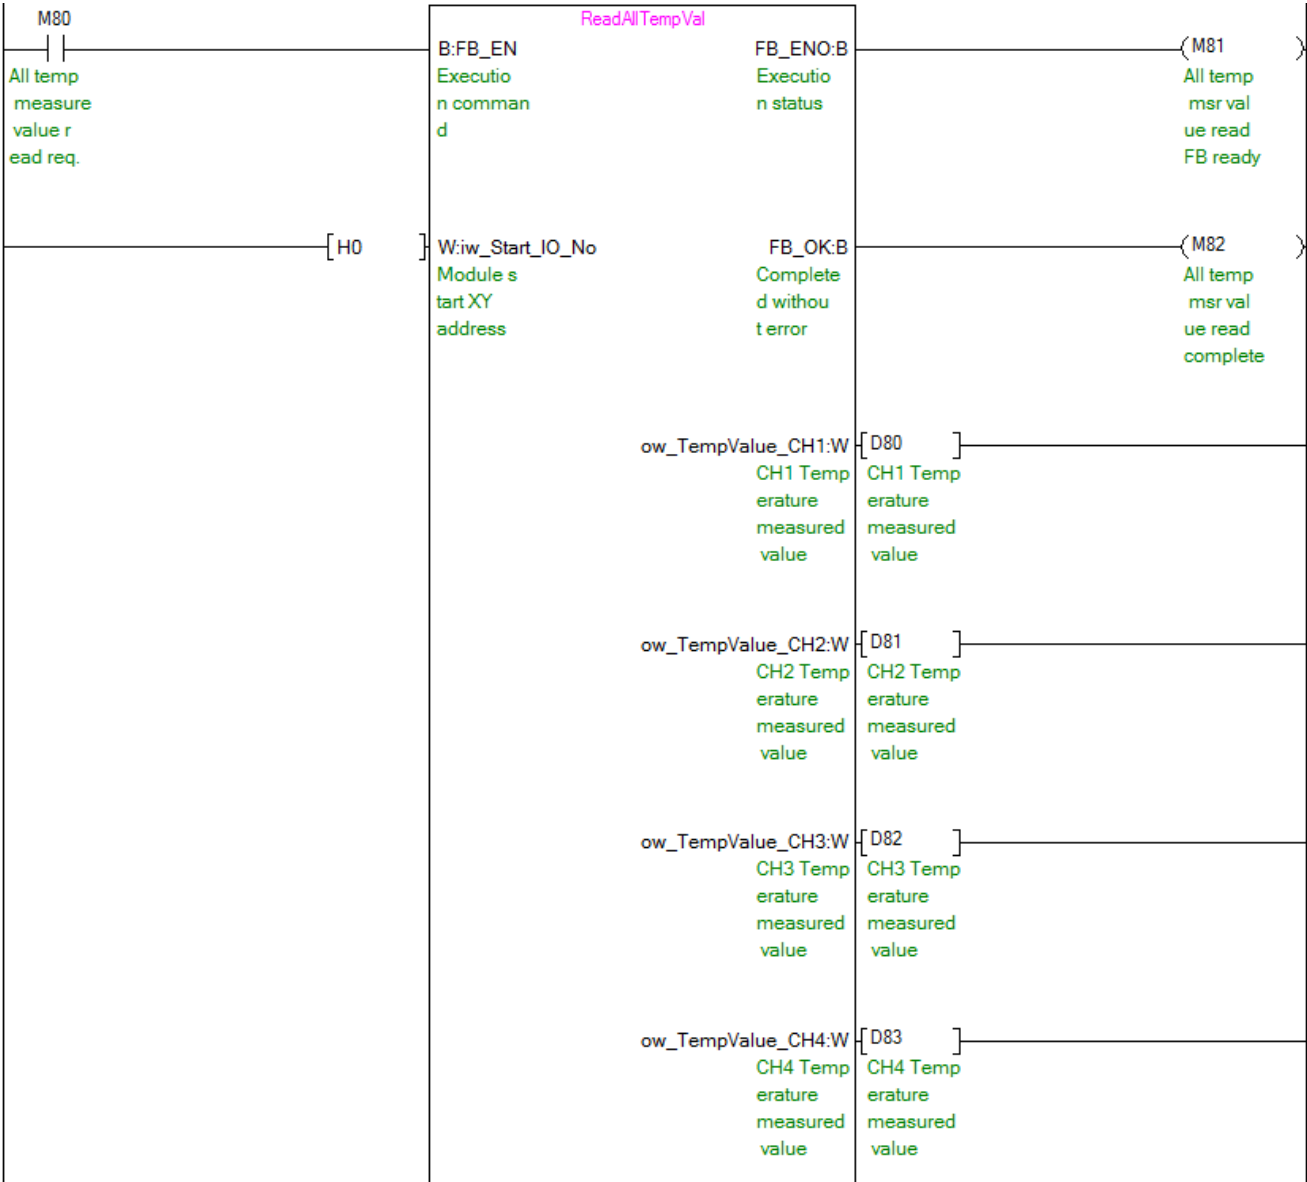 M80
ReadAllTempVal
B:FB_EN
FB_ENO:B
M81
All temp
measure
value r
ead req.
Executio
n comman
d
Executio
n status
All temp
msr val
ue read
FB ready
H0
W:iw_Start_IO_No
FB_OK:B
M82
Module s
tart XY
address
Complete
d withou
t error
All temp
msr val
ue read
complete
ow_TempValue_CH1:W
D80
CH1 Temp
erature
measured
value
CH1 Temp
erature
measured
value
ow_TempValue_CH2:W
D81
CH2 Temp
erature
measured
value
CH2 Temp
erature
measured
value
ow_TempValue_CH3:W
D82
CH3 Temp
erature
measured
value
CH3 Temp
erature
measured
value
ow_TempValue_CH4:W
D83
CH4 Temp
erature
measured
value
CH4 Temp
erature
measured
value